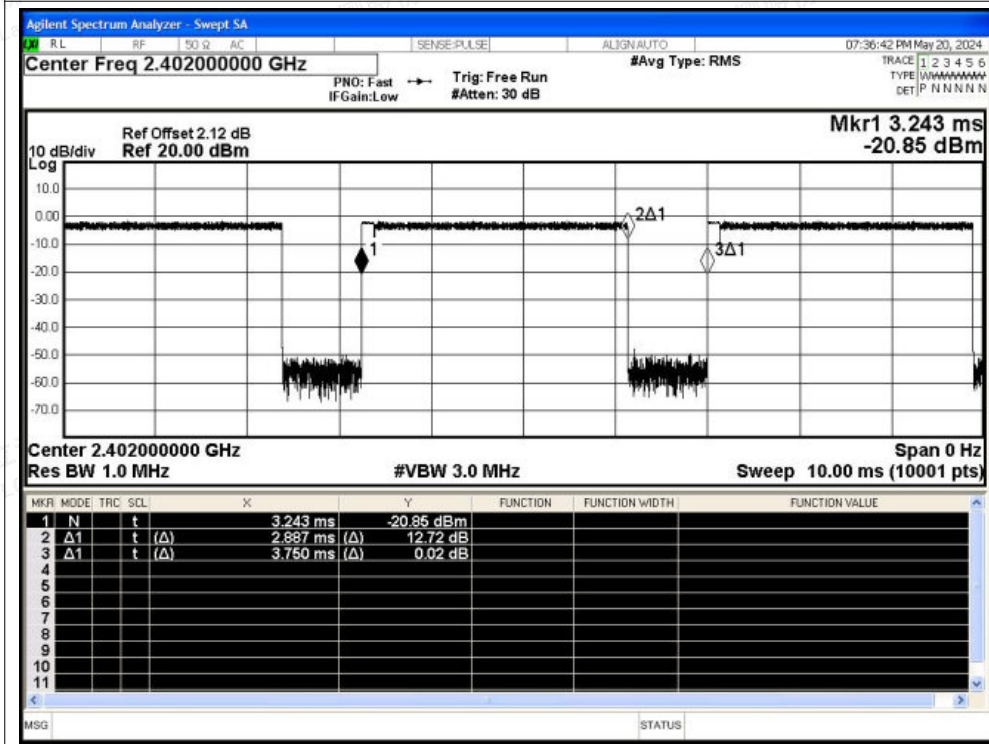 Agilent Spectrum Analyzer - Swept SA
LXI RL RF 50 Ω AC SENSE:PULSE ALIGN AUTO 07:36:42 PM May 20, 2024
Center Freq 2.402000000 GHz #Avg Type: RMS TRACE 1 2 3 4 5 6
PNO: Fast Trig: Free Run TYPE WWWWWW
IFGain:Low #Atten: 30 dB DET P N N N N N
Mkr1 3.243 ms
Ref Offset 2.12 dB
10 dB/div Ref 20.00 dBm -20.85 dBm
Log
10.0
0.00
2Δ1
-10.0
1
3Δ1
-20.0
-30.0
-40.0
-50.0
-60.0
-70.0
Center 2.402000000 GHz Span 0 Hz
Res BW 1.0 MHz #VBW 3.0 MHz Sweep 10.00 ms (10001 pts)
MKR MODE TRC SCL X Y FUNCTION FUNCTION WIDTH FUNCTION VALUE
1 N t 3.243 ms -20.85 dBm
2 Δ1 t (Δ) 2.887 ms (Δ) 12.72 dB
3 Δ1 t (Δ) 3.750 ms (Δ) 0.02 dB
4
5
6
7
8
9
10
11
MSG STATUS